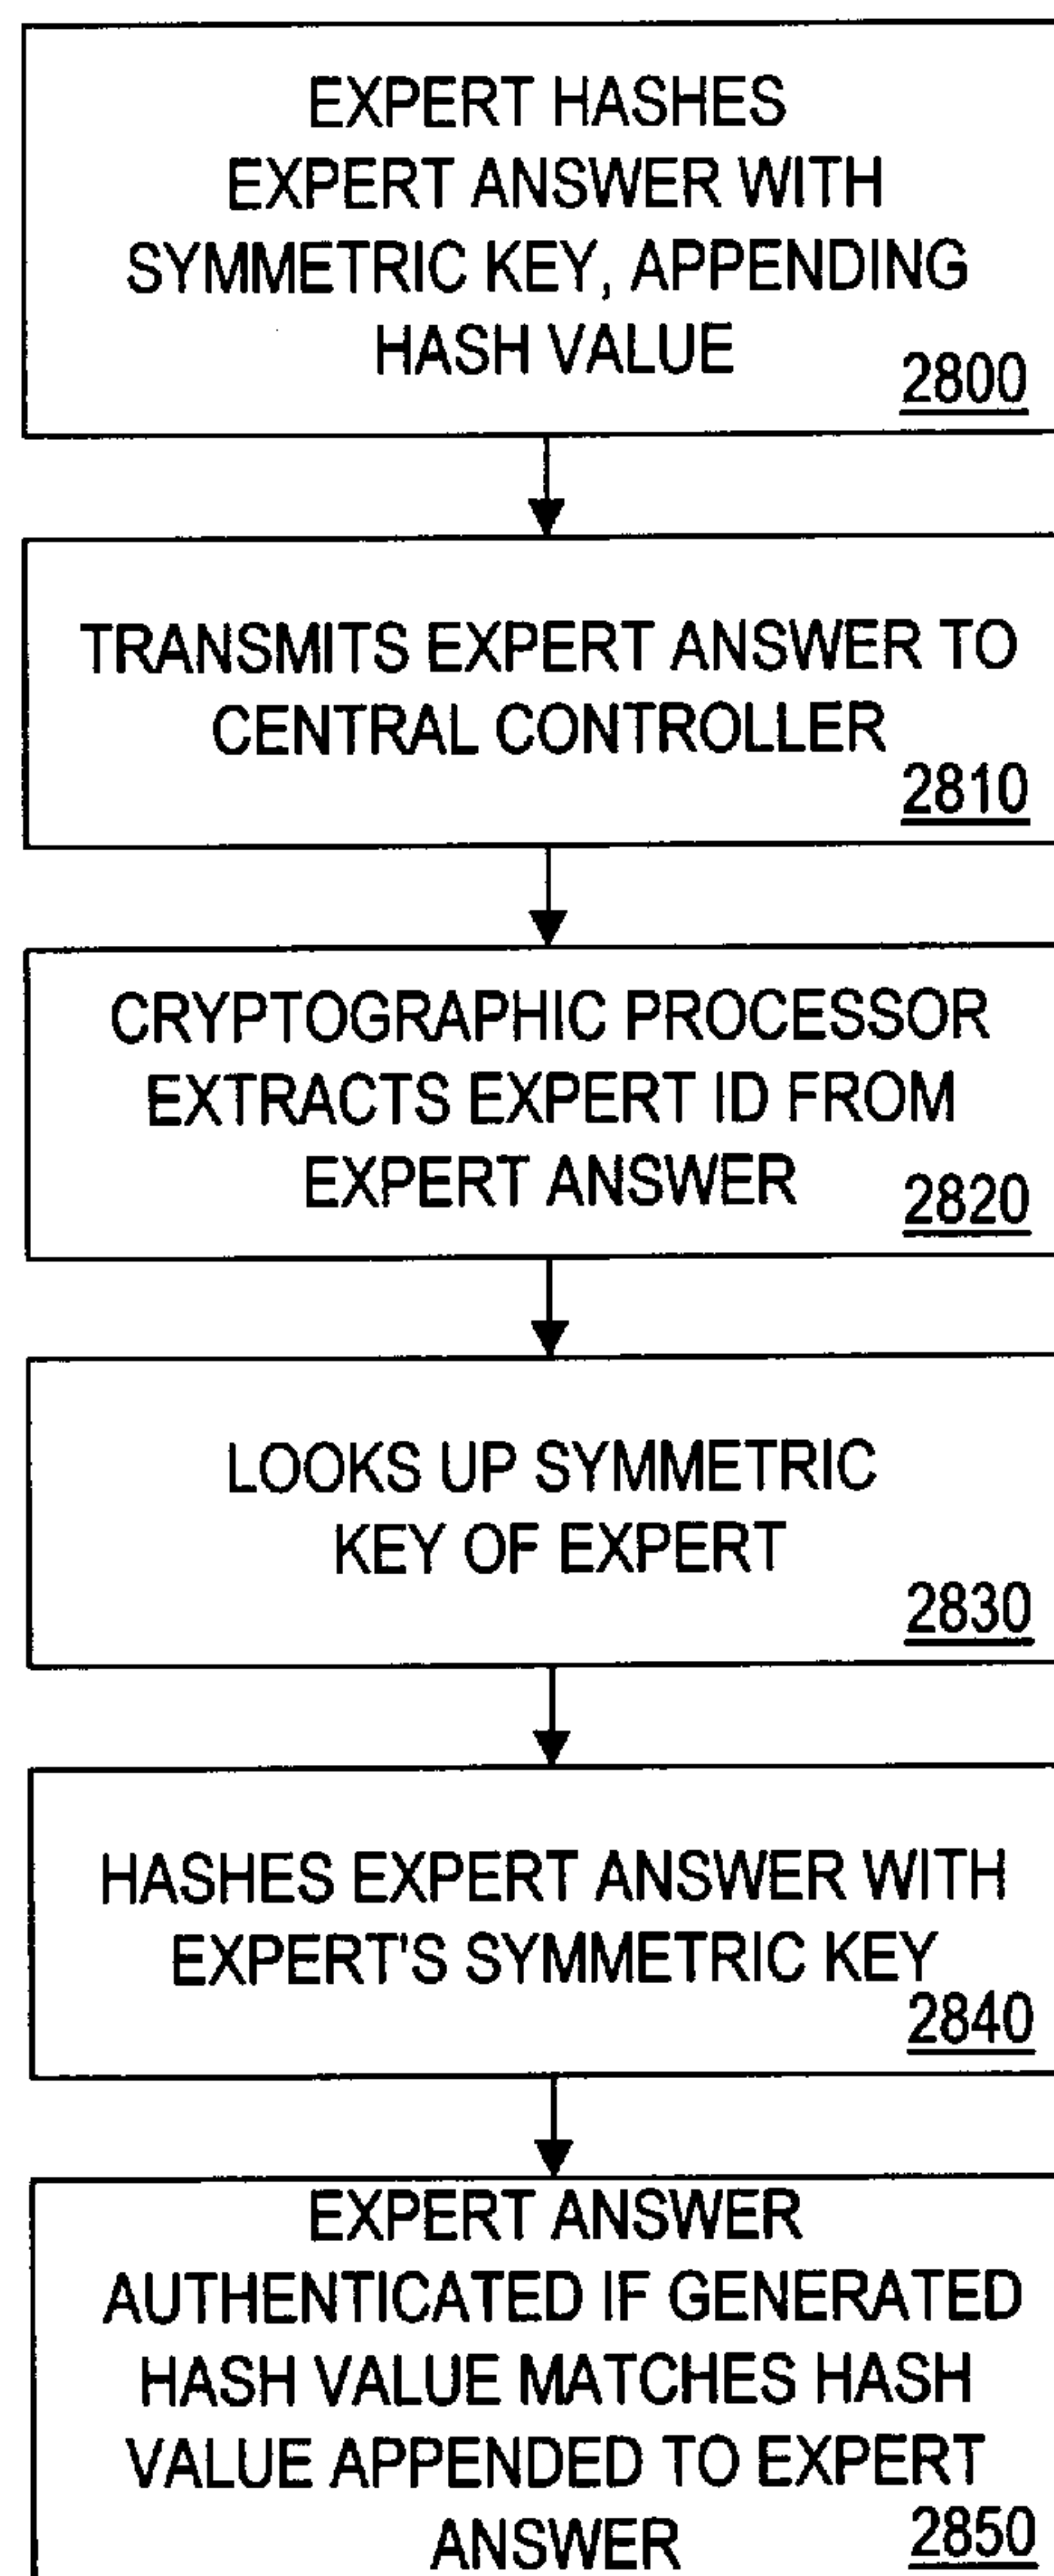 EXPERT HASHES
EXPERT ANSWER WITH
SYMMETRIC KEY, APPENDING
HASH VALUE
2800
TRANSMITS EXPERT ANSWER TO
CENTRAL CONTROLLER
2810
CRYPTOGRAPHIC PROCESSOR
EXTRACTS EXPERT ID FROM
EXPERT ANSWER
2820
LOOKS UP SYMMETRIC
KEY OF EXPERT
2830
HASHES EXPERT ANSWER WITH
EXPERT'S SYMMETRIC KEY
2840
EXPERT ANSWER
AUTHENTICATED IF GENERATED
HASH VALUE MATCHES HASH
VALUE APPENDED TO EXPERT
ANSWER
2850